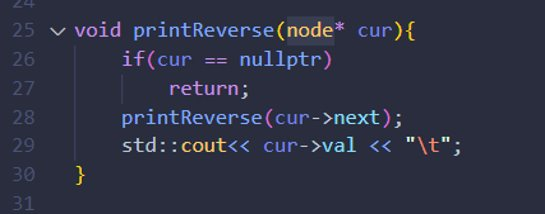 24
25 void printReverse(node* cur){
26 if(cur == nullptr)
27 return;
28 printReverse(cur->next);
29 std::cout<< cur->val << "\t";
30 }
31